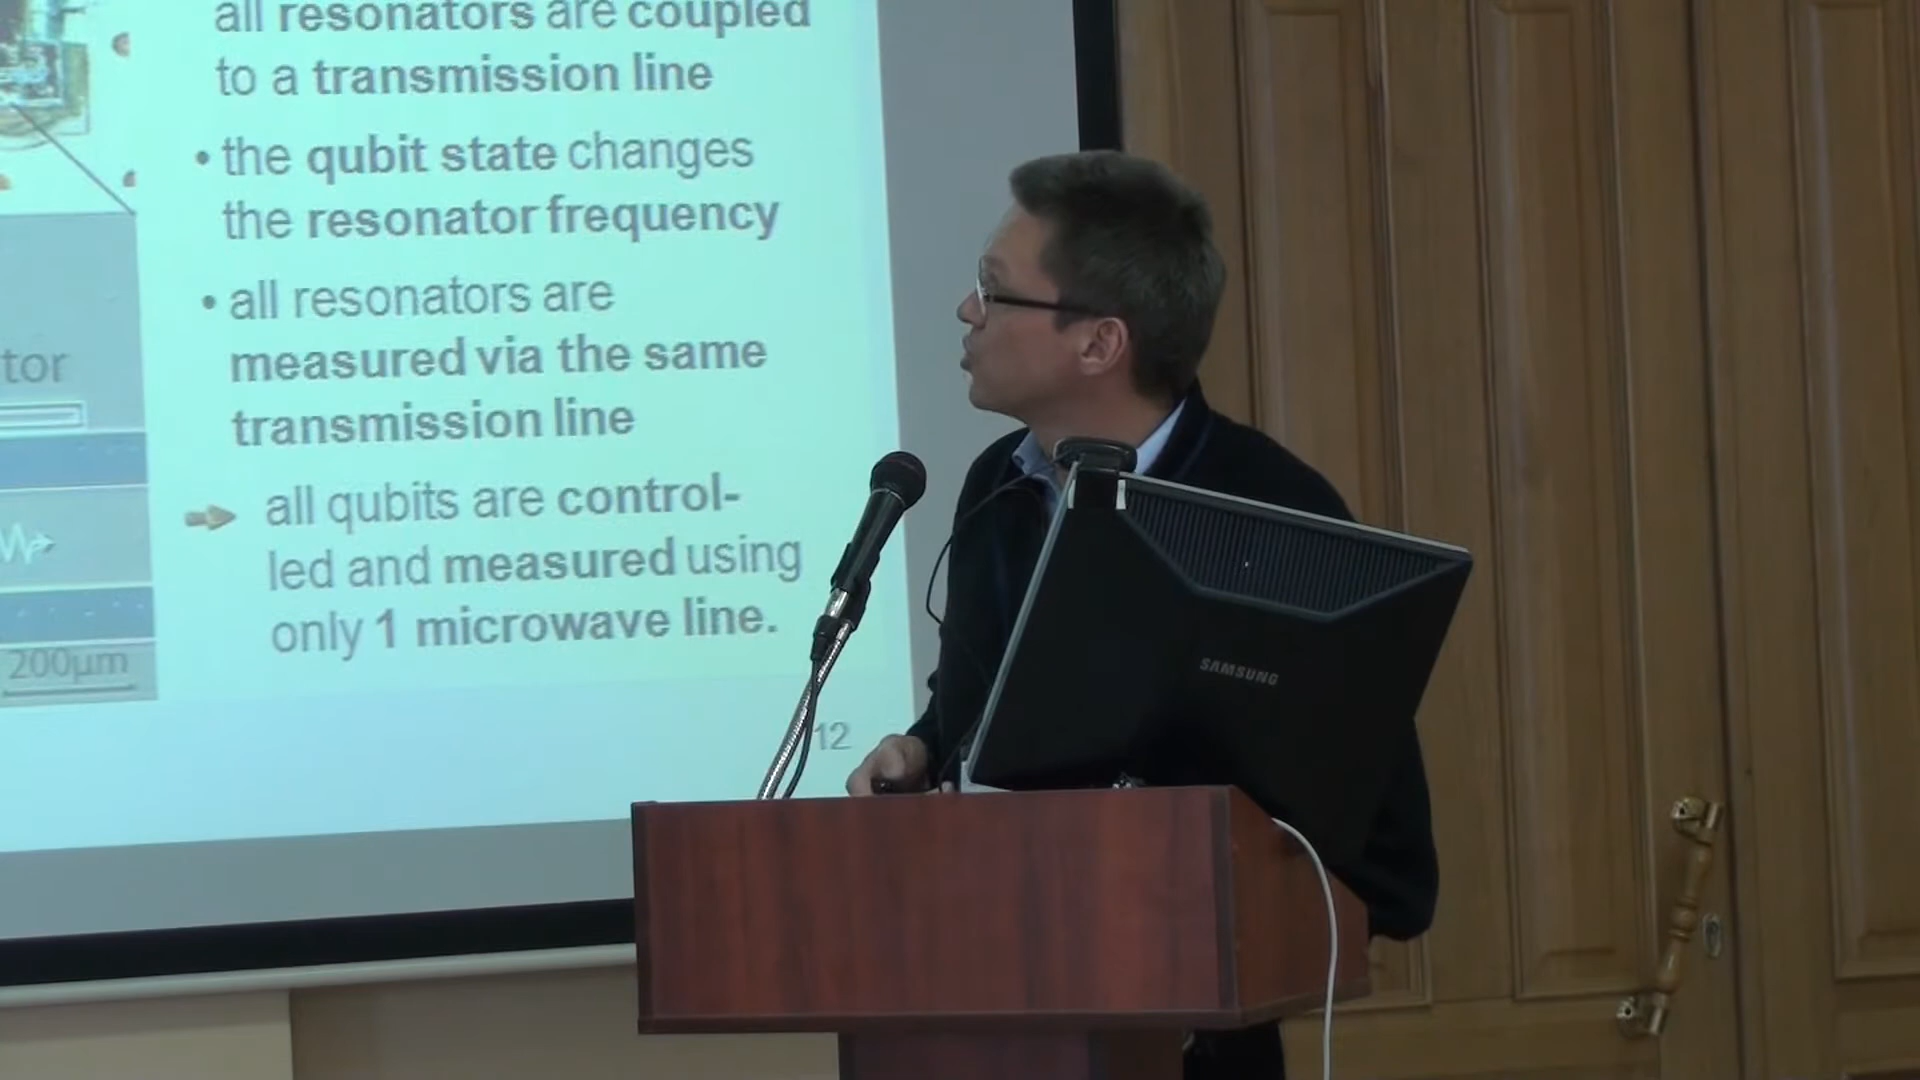 all resonators are coupled
to a transmission line
• the qubit state changes
the resonator frequency
• all resonators are
measured via the same
transmission line
all qubits are control-
led and measured using
only 1 microwave line.
tor
200µm
12
SAMSUNG